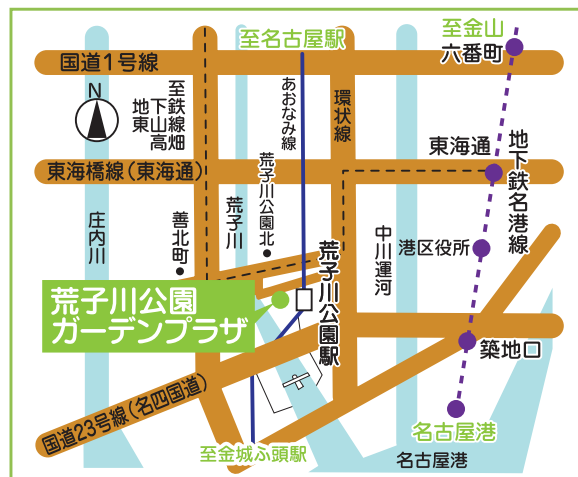 至名古屋駅
至金山
六番町
国道1号線
N
至鉄線畑
地下山高
東
あおなみ線
環状線
東海通
地下鉄名港線
東海橋線(東海通)
荒子川公園北
庄内川
善北町
荒子川
中川運河
港区役所
荒子川公園駅
荒子川公園
ガーデンプラザ
築地口
国道23号線(名四国道)
名古屋港
至金城ふ頭駅
名古屋港